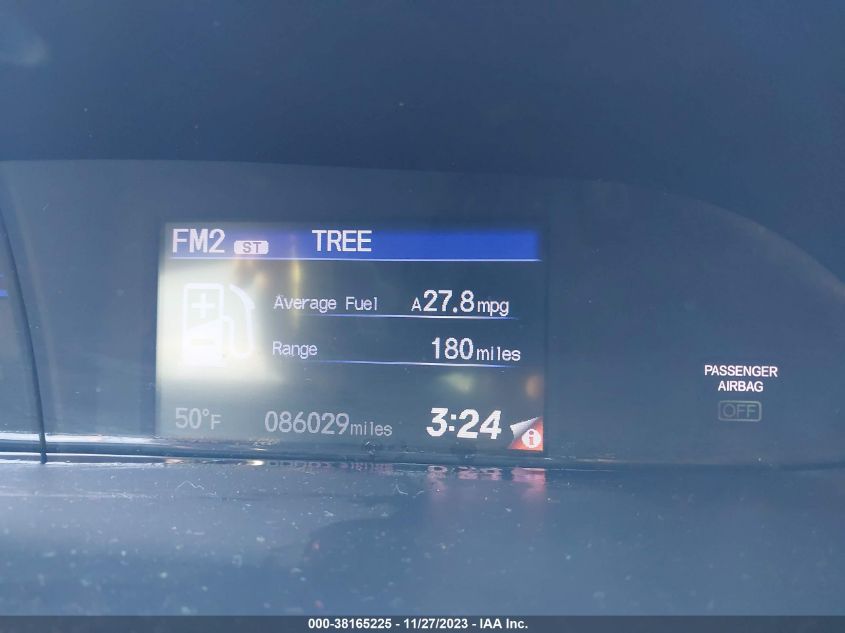 FM2 ST TREE
Average Fuel A27.8mpg
Range 180miles
50°F 086029miles 3:24 i
PASSENGER
AIRBAG
OFF
000-38165225 - 11/27/2023 - IAA Inc.